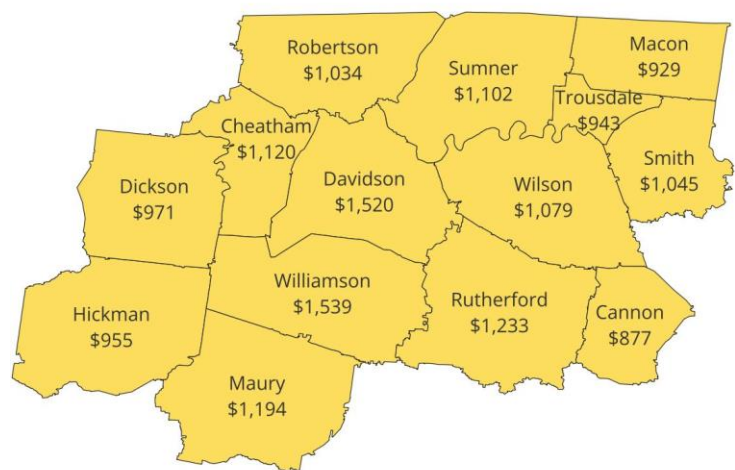 Robertson
$1,034
Sumner
$1,102
Macon
$929
Trousdale
$943
Cheatham
$1,120
Smith
$1,045
Dickson
$971
Davidson
$1,520
Wilson
$1,079
Williamson
$1,539
Rutherford
$1,233
Cannon
$877
Hickman
$955
Maury
$1,194